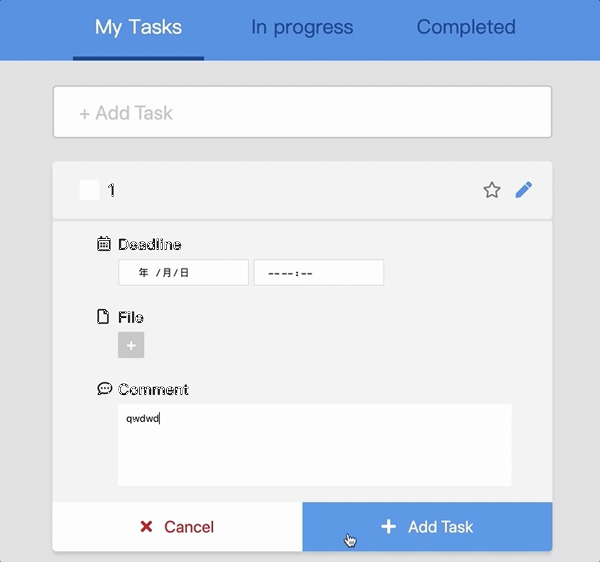 My Tasks In progress Completed
+ Add Task
1
Deadline
年 /月/日 ----:--
File
+
Comment
qwdwd
Cancel Add Task